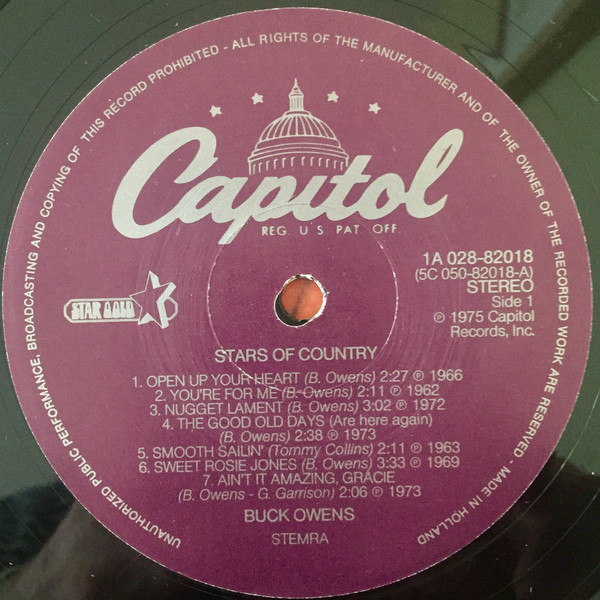 UNAUTHORIZED PUBLIC PERFORMANCE, BROADCASTING AND COPYING OF THIS RECORD PROHIBITED - ALL RIGHTS OF THE MANUFACTURER AND OF THE OWNER OF THE RECORDED WORK ARE RESERVED MADE IN HOLLAND
Capitol
REG. U.S. PAT. OFF.
1A 028-82018
(5C 050-82018-A)
STEREO
Side 1
℗ 1975 Capitol
Records, Inc.
STAR GOLD
STARS OF COUNTRY
1. OPEN UP YOUR HEART (B. Owens) 2:27 ℗ 1966
2. YOU'RE FOR ME (B. Owens) 2:11 ℗ 1962
3. NUGGET LAMENT (B. Owens) 3:02 ℗ 1972
4. THE GOOD OLD DAYS (Are here again)
(B. Owens) 2:38 ℗ 1973
5. SMOOTH SAILIN' (Tommy Collins) 2:11 ℗ 1963
6. SWEET ROSIE JONES (B. Owens) 3:33 ℗ 1969
7. AIN'T IT AMAZING, GRACIE
(B. Owens - G. Garrison) 2:06 ℗ 1973
BUCK OWENS
STEMRA